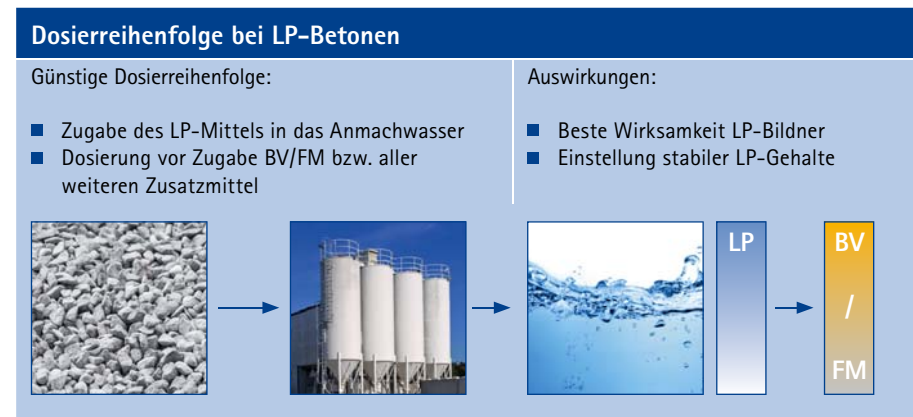 Dosierreihenfolge bei LP-Betonen
Günstige Dosierreihenfolge:
Zugabe des LP-Mittels in das Anmachwasser
Dosierung vor Zugabe BV/FM bzw. aller
weiteren Zusatzmittel
Auswirkungen:
Beste Wirksamkeit LP-Bildner
Einstellung stabiler LP-Gehalte
LP
BV
/
FM